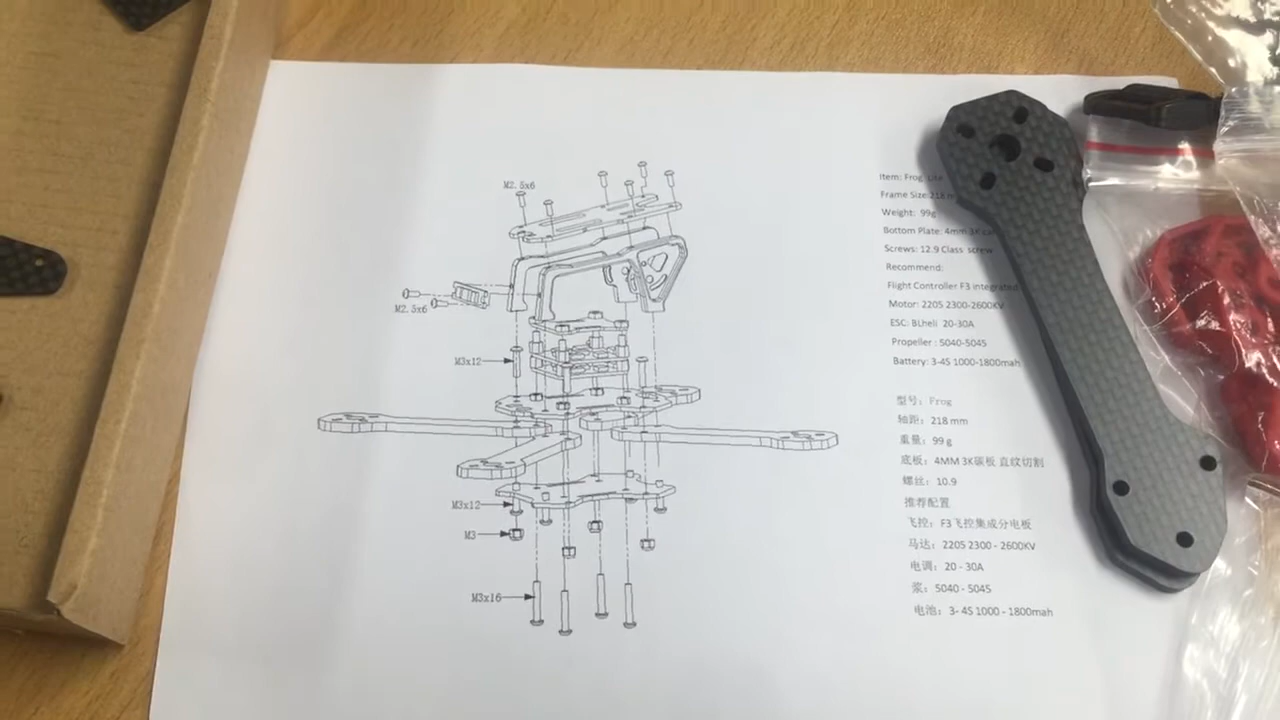 M2.5x6
M2.5x6
M3x12
M3x12
M3
M3x16
Item: Frog Lite
Frame Size:218 m
Weight: 99g
Bottom Plate: 4mm 3K
Screws: 12.9 Class screw
Recommend:
Flight Controller F3 integrated
Motor: 2205 2300-2600KV
ESC: BLheli 20-30A
Propeller : 5040-5045
Battery: 3-4S 1000-1800mah
型号: Frog
轴距: 218 mm
重量: 99 g
底板: 4MM 3K碳板 直纹切割
螺丝: 10.9
推荐配置
飞控: F3飞控集成分电板
马达: 2205 2300 - 2600KV
电调: 20 - 30A
桨: 5040 - 5045
电池: 3- 4S 1000 - 1800mah